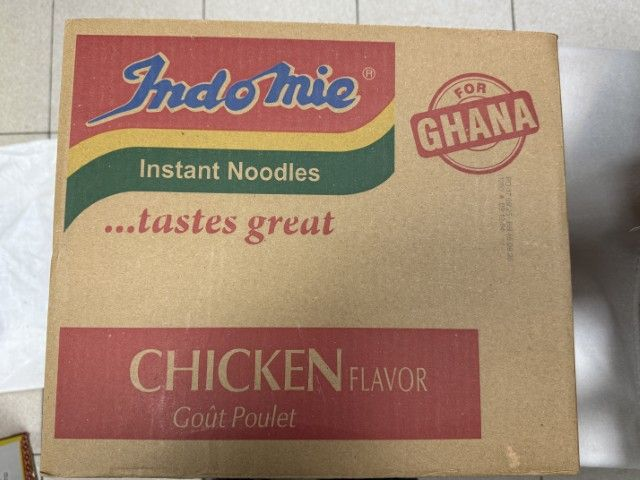 Indomie®
FOR
GHANA
Instant Noodles
...tastes great
CHICKEN FLAVOR
Goût Poulet